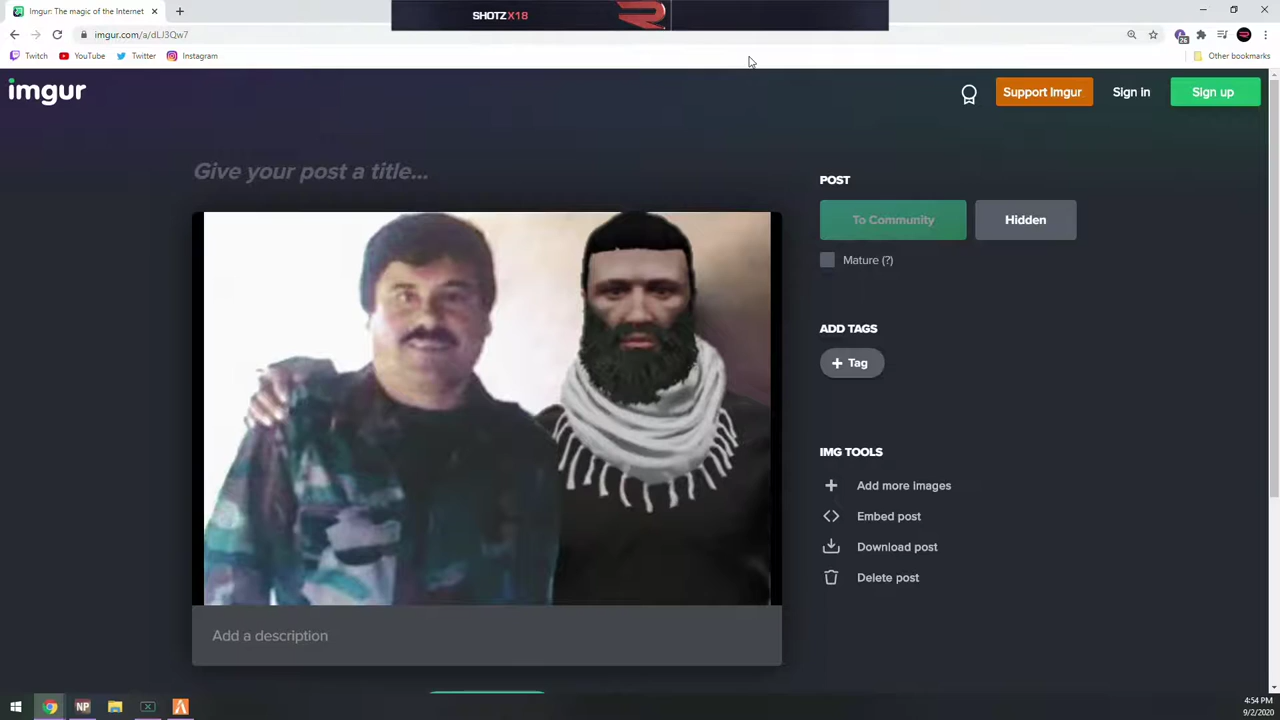 Imgur: The magic of the Internet
SHOTZX18
imgur.com/a/dLI3Qw7
26
Twitch
YouTube
Twitter
Instagram
Other bookmarks
imgur
Support Imgur
Sign in
Sign up
Give your post a title...
POST
To Community
Hidden
Mature (?)
ADD TAGS
+ Tag
IMG TOOLS
Add more images
Embed post
Download post
Delete post
Add a description
NP
4:54 PM
9/2/2020